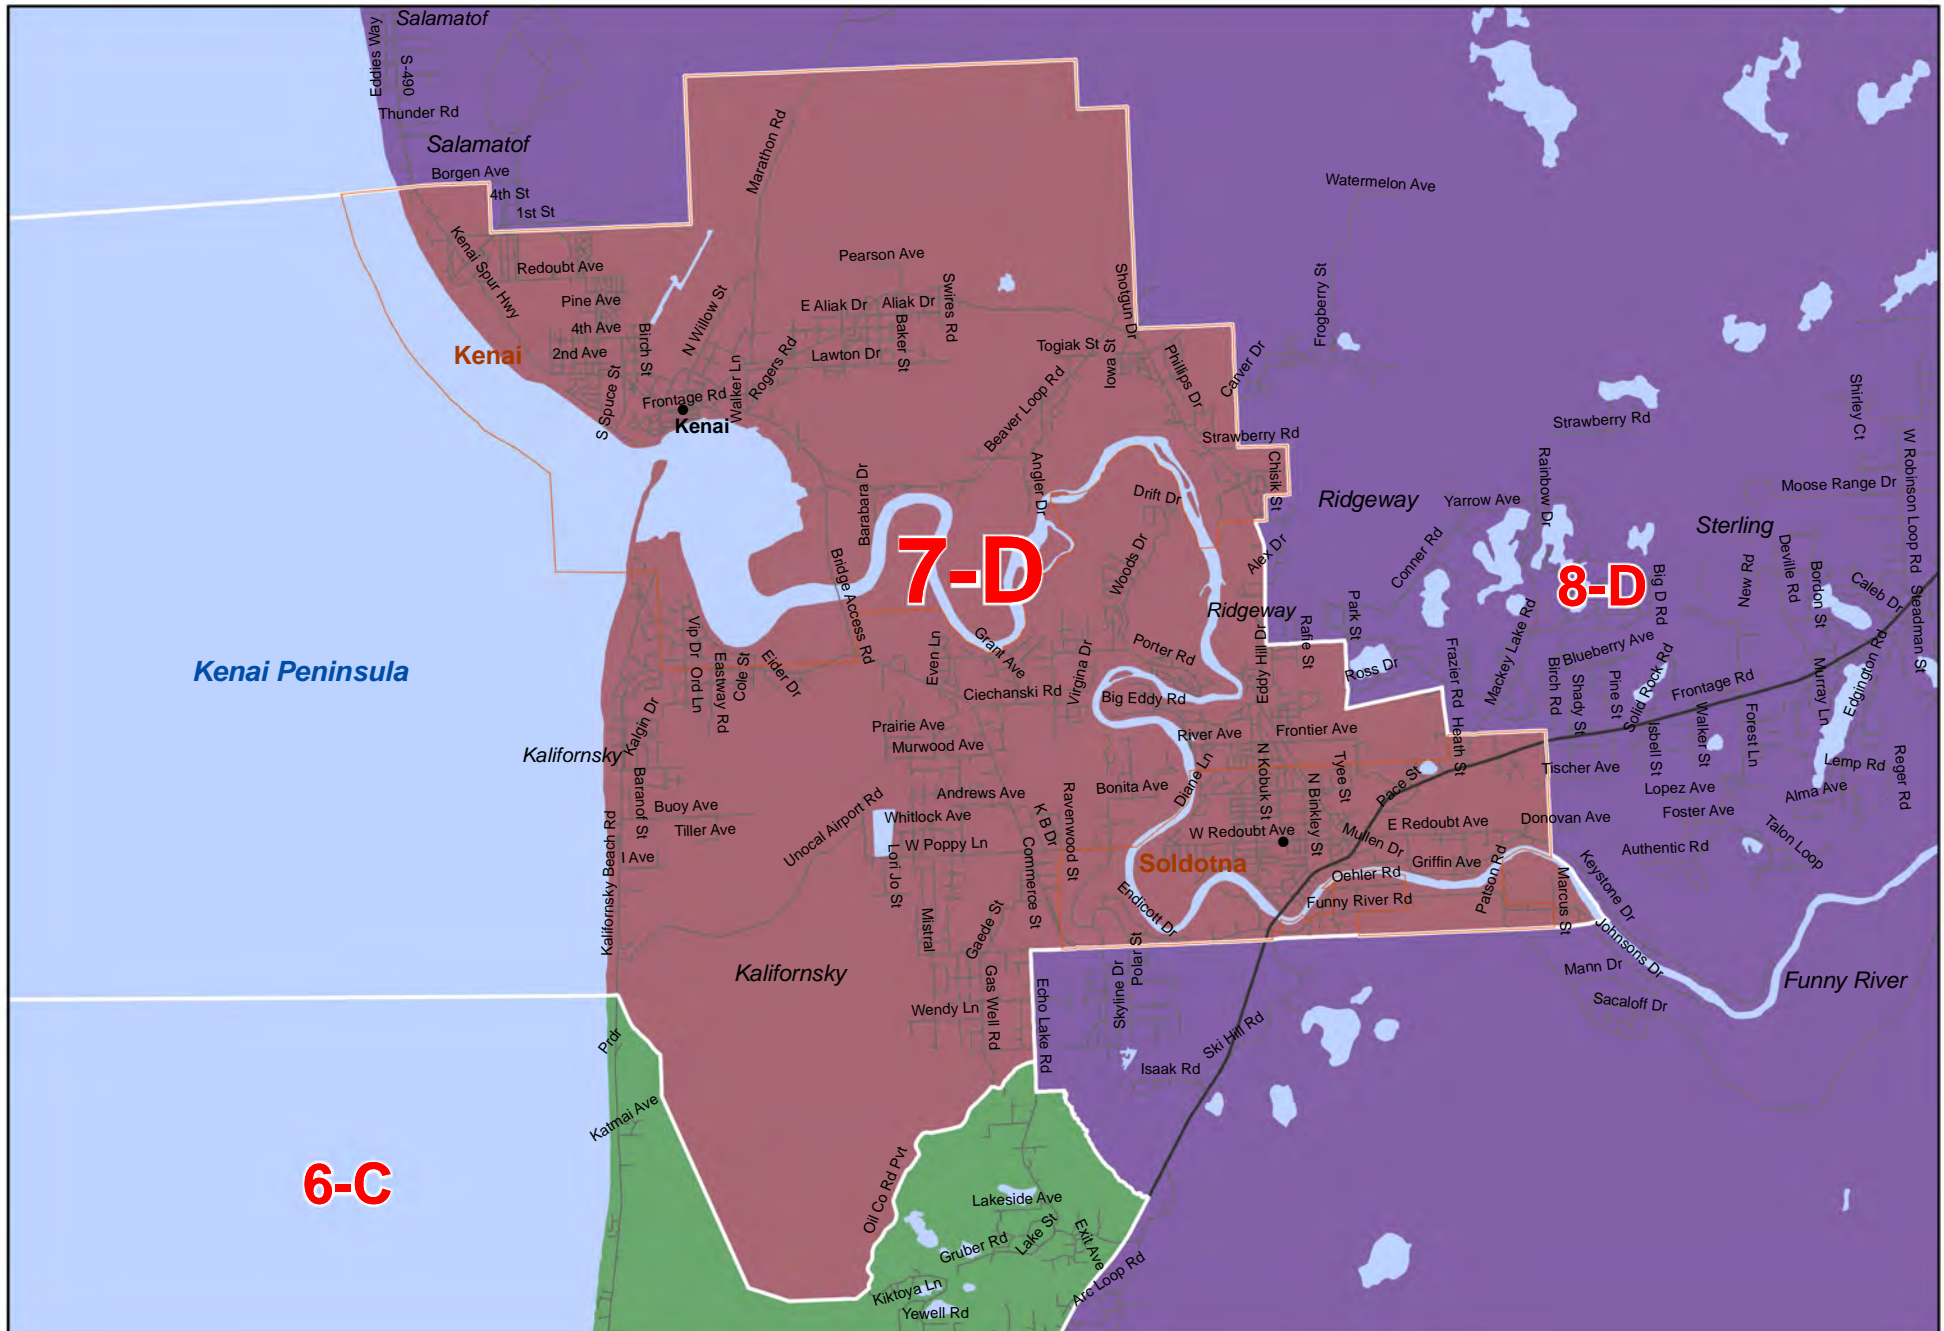 Salamatof
Eddies Way
S-490
Thunder Rd
Salamatof
Borgen Ave
4th St
1st St
Marathon Rd
Watermelon Ave
Kenai Spur Hwy
Redoubt Ave
Pearson Ave
Pine Ave
E Aliak Dr
Aliak Dr
Swires Rd
Shotgun Dr
Frogberry St
4th Ave
Birch St
N Willow St
Baker St
2nd Ave
Kenai
Lawton Dr
Togiak St
Iowa St
Phillips Dr
Carver Dr
Walker Ln
Rogers Rd
S Spuce St
Frontage Rd
Kenai
Beaver Loop Rd
Strawberry Rd
Strawberry Rd
Shirley Ct
W Robinson Loop Rd
Barabara Dr
Angler Dr
Drift Dr
Chisik St
Ridgeway
Yarrow Ave
Rainbow Dr
Moose Range Dr
Sterling
7-D
Bridge Access Rd
Woods Dr
Alex Dr
Conner Rd
8-D
Big D Rd
New Rd
Deville Rd
Bordon St
Caleb Dr
Steadman St
Ridgeway
Park St
Rafie St
Mackey Lake Rd
Vip Dr
Ord Ln
Eastway Rd
Cole St
Eider Dr
Evern Ln
Grant Ave
Virginia Dr
Porter Rd
Eddy Hill Dr
Ross Dr
Frazier Rd
Blueberry Ave
Birch Rd
Shady St
Pine St
Solid Rock Rd
Frontage Rd
Murray Ln
Edgington Rd
Kenai Peninsula
Ciechanski Rd
Big Eddy Rd
Kalgin Dr
Kalifornsky
Prairie Ave
Murwood Ave
River Ave
Frontier Ave
Heath St
Isbell St
Walker St
Forest Ln
Reger Rd
Lemp Rd
Baranof St
Buoy Ave
Tiller Ave
I Ave
Unocal Airport Rd
Andrews Ave
Whitlock Ave
W Poppy Ln
K B Dr
Ravenwood St
Bonita Ave
Diane Ln
N Kobuk St
N Binkley St
Tyee St
Pace St
Tischer Ave
Lopez Ave
Alma Ave
Foster Ave
Donovan Ave
W Redoubt Ave
Mullen Dr
E Redoubt Ave
Talon Loop
Authentic Rd
Soldotna
Griffin Ave
Oehler Rd
Funny River Rd
Patson Rd
Marcus St
Keystone Dr
Kalifornsky Beach Rd
Lori Jo St
Commerce St
Endicott Dr
Mistral
Gaede St
Polar St
Skyline Dr
Johnsons Dr
Mann Dr
Sacaloff Dr
Funny River
Kalifornsky
Wendy Ln
Gas Well Rd
Echo Lake Rd
Ski Hill Rd
Isaak Rd
Prdr
Katmai Ave
6-C
Oil Co Rd Pvt
Lakeside Ave
Lake St
Gruber Rd
Exit Ave
Arc Loop Rd
Kiktoya Ln
Yewell Rd